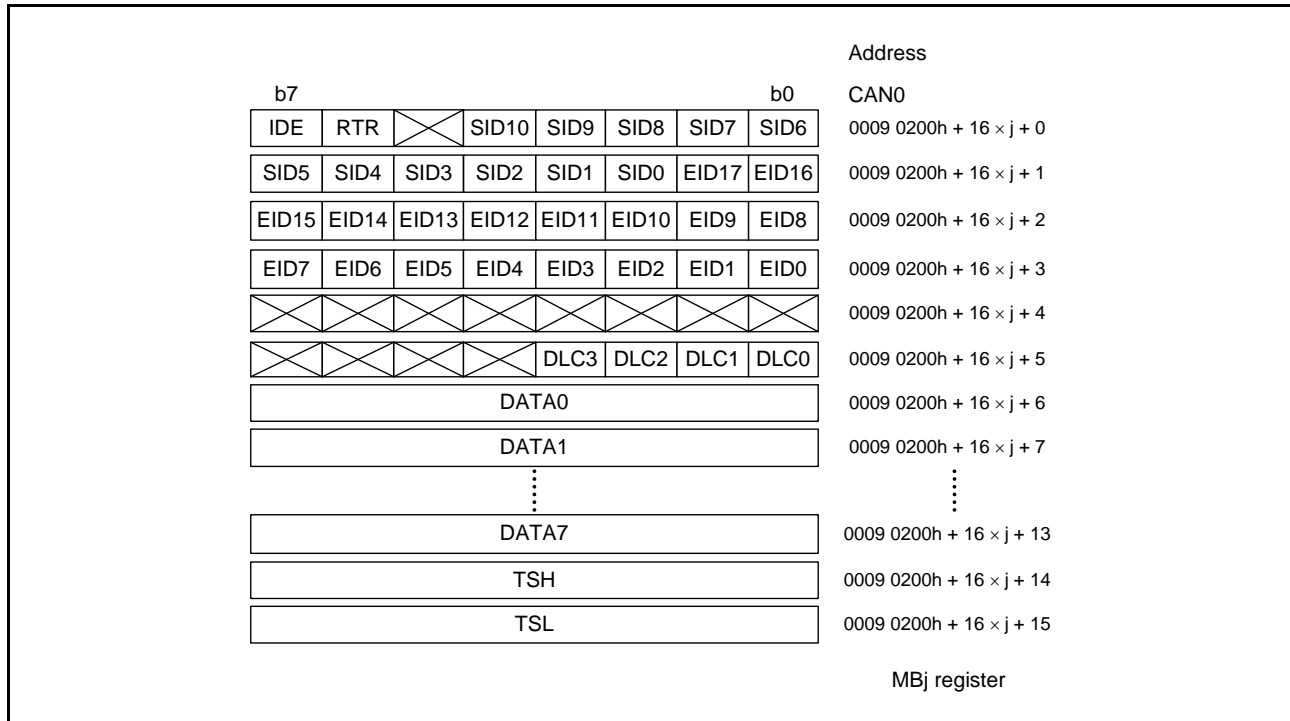 Address
b7 b0 CAN0
IDE RTR SID10 SID9 SID8 SID7 SID6 0009 0200h + 16 × j + 0
SID5 SID4 SID3 SID2 SID1 SID0 EID17 EID16 0009 0200h + 16 × j + 1
EID15 EID14 EID13 EID12 EID11 EID10 EID9 EID8 0009 0200h + 16 × j + 2
EID7 EID6 EID5 EID4 EID3 EID2 EID1 EID0 0009 0200h + 16 × j + 3
0009 0200h + 16 × j + 4
DLC3 DLC2 DLC1 DLC0 0009 0200h + 16 × j + 5
DATA0 0009 0200h + 16 × j + 6
DATA1 0009 0200h + 16 × j + 7
DATA7 0009 0200h + 16 × j + 13
TSH 0009 0200h + 16 × j + 14
TSL 0009 0200h + 16 × j + 15
MBj register